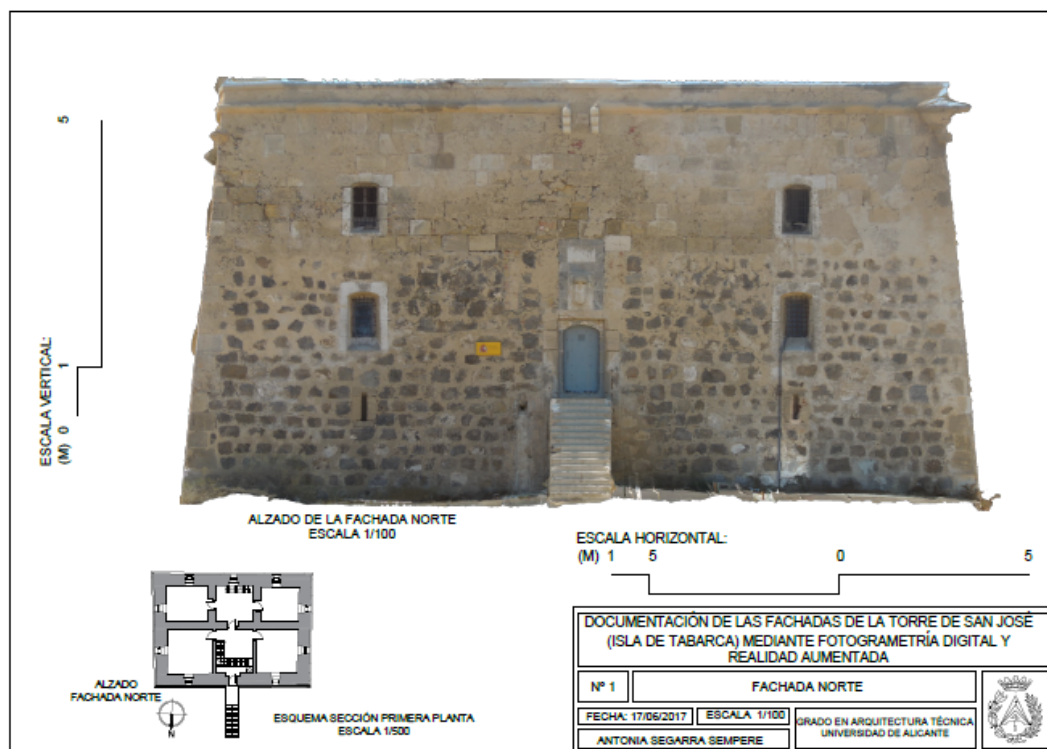 5
1
ESCALA VERTICAL:
(M) 0
ALZADO DE LA FACHADA NORTE
ESCALA 1/100
ESCALA HORIZONTAL:
(M) 1 5 0 5
ALZADO
FACHADA NORTE
N
ESQUEMA SECCIÓN PRIMERA PLANTA
ESCALA 1/500
DOCUMENTACIÓN DE LAS FACHADAS DE LA TORRE DE SAN JOSÉ
(ISLA DE TABARCA) MEDIANTE FOTOGRAMETRÍA DIGITAL Y
REALIDAD AUMENTADA
Nº 1 FACHADA NORTE
FECHA: 17/06/2017 ESCALA 1/100
GRADO EN ARQUITECTURA TÉCNICA
UNIVERSIDAD DE ALICANTE
ANTONIA SEGARRA SEMPERE